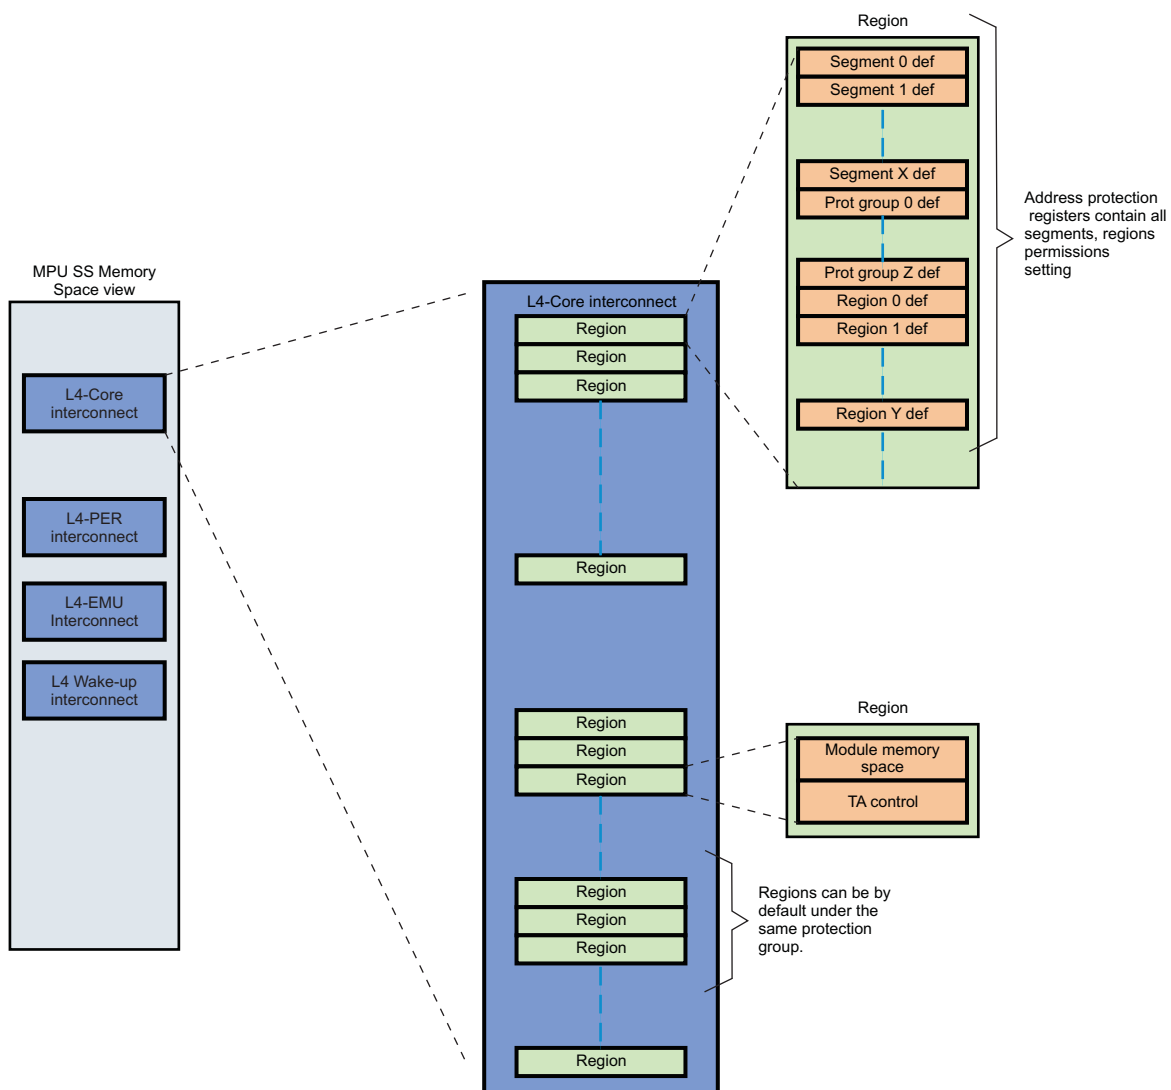 MPU SS Memory
Space view
L4-Core
interconnect
L4-PER
interconnect
L4-EMU
Interconnect
L4 Wake-up
interconnect
L4-Core interconnect
Region
Region
Region
Region
Region
Region
Region
Region
Region
Region
Region
Region
Segment 0 def
Segment 1 def
Segment X def
Prot group 0 def
Prot group Z def
Region 0 def
Region 1 def
Region Y def
Address protection
registers contain all
segments, regions
permissions
setting
Region
Module memory
space
TA control
Regions can be by
default under the
same protection
group.